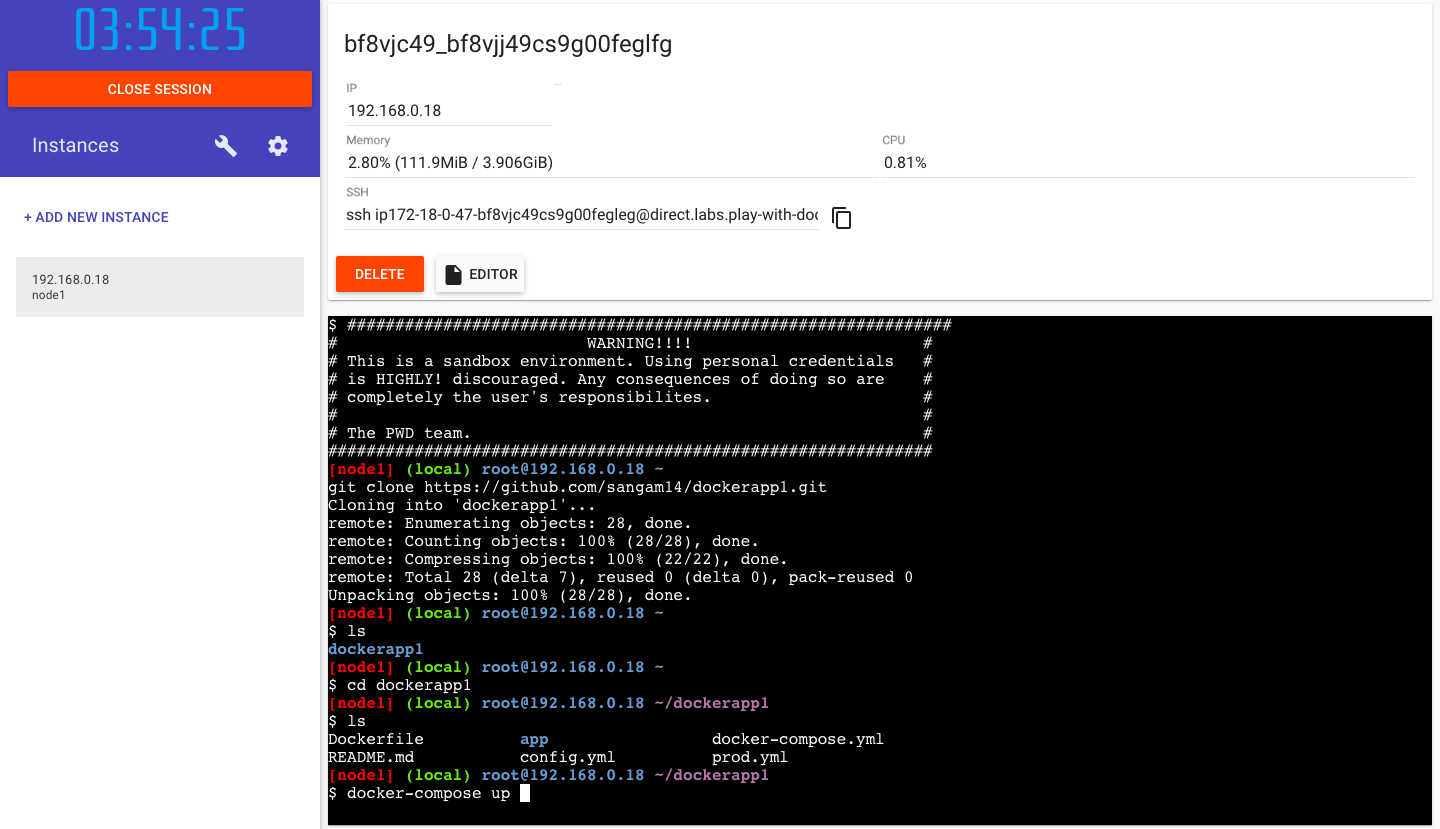 03:54:25
CLOSE SESSION
Instances
+ ADD NEW INSTANCE
192.168.0.18
node1
bf8vjc49_bf8vjj49cs9g00feglfg
IP
192.168.0.18
Memory
2.80% (111.9MiB / 3.906GiB)
CPU
0.81%
SSH
ssh ip172-18-0-47-bf8vjc49cs9g00fegleg@direct.labs.play-with-doc
DELETE
EDITOR
$ ###############################################################
#                          WARNING!!!!                        #
# This is a sandbox environment. Using personal credentials   #
# is HIGHLY! discouraged. Any consequences of doing so are    #
# completely the user's responsibilites.                      #
#                                                             #
# The PWD team.                                               #
###############################################################
[node1] (local) root@192.168.0.18 ~
git clone https://github.com/sangam14/dockerapp1.git
Cloning into 'dockerapp1'...
remote: Enumerating objects: 28, done.
remote: Counting objects: 100% (28/28), done.
remote: Compressing objects: 100% (22/22), done.
remote: Total 28 (delta 7), reused 0 (delta 0), pack-reused 0
Unpacking objects: 100% (28/28), done.
[node1] (local) root@192.168.0.18 ~
$ ls
dockerapp1
[node1] (local) root@192.168.0.18 ~
$ cd dockerapp1
[node1] (local) root@192.168.0.18 ~/dockerapp1
$ ls
Dockerfile          app                 docker-compose.yml
README.md           config.yml          prod.yml
[node1] (local) root@192.168.0.18 ~/dockerapp1
$ docker-compose up